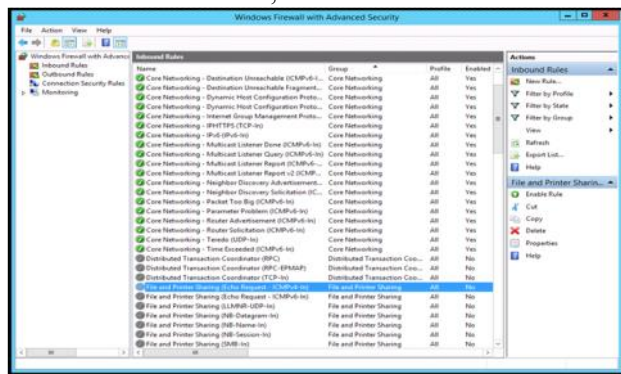 Windows Firewall with Advanced Security
File Action View Help
Windows Firewall with Advanc
Inbound Rules
Outbound Rules
Connection Security Rules
Monitoring
Inbound Rules
Name Group Profile Enabled
Core Networking - Destination Unreachable (ICMPv6-I... Core Networking All Yes
Core Networking - Destination Unreachable Fragment... Core Networking All Yes
Core Networking - Dynamic Host Configuration Proto... Core Networking All Yes
Core Networking - Dynamic Host Configuration Proto... Core Networking All Yes
Core Networking - Internet Group Management Proto... Core Networking All Yes
Core Networking - IPHTTPS (TCP-In) Core Networking All Yes
Core Networking - IPv6 (IPv6-In) Core Networking All Yes
Core Networking - Multicast Listener Done (ICMPv6-In) Core Networking All Yes
Core Networking - Multicast Listener Query (ICMPv6-In) Core Networking All Yes
Core Networking - Multicast Listener Report (ICMPv6-... Core Networking All Yes
Core Networking - Multicast Listener Report v2 (ICMP... Core Networking All Yes
Core Networking - Neighbor Discovery Advertisement... Core Networking All Yes
Core Networking - Neighbor Discovery Solicitation (IC... Core Networking All Yes
Core Networking - Packet Too Big (ICMPv6-In) Core Networking All Yes
Core Networking - Parameter Problem (ICMPv6-In) Core Networking All Yes
Core Networking - Router Advertisement (ICMPv6-In) Core Networking All Yes
Core Networking - Router Solicitation (ICMPv6-In) Core Networking All Yes
Core Networking - Teredo (UDP-In) Core Networking All Yes
Core Networking - Time Exceeded (ICMPv6-In) Core Networking All Yes
Distributed Transaction Coordinator (RPC) Distributed Transaction Coo... All No
Distributed Transaction Coordinator (RPC-EPMAP) Distributed Transaction Coo... All No
Distributed Transaction Coordinator (TCP-In) Distributed Transaction Coo... All No
File and Printer Sharing (Echo Request - ICMPv4-In) File and Printer Sharing All No
File and Printer Sharing (Echo Request - ICMPv6-In) File and Printer Sharing All No
File and Printer Sharing (LLMNR-UDP-In) File and Printer Sharing All No
File and Printer Sharing (NB-Datagram-In) File and Printer Sharing All No
File and Printer Sharing (NB-Name-In) File and Printer Sharing All No
File and Printer Sharing (NB-Session-In) File and Printer Sharing All No
File and Printer Sharing (SMB-In) File and Printer Sharing All No
Actions
Inbound Rules
New Rule...
Filter by Profile
Filter by State
Filter by Group
View
Refresh
Export List...
Help
File and Printer Sharin...
Enable Rule
Cut
Copy
Delete
Properties
Help